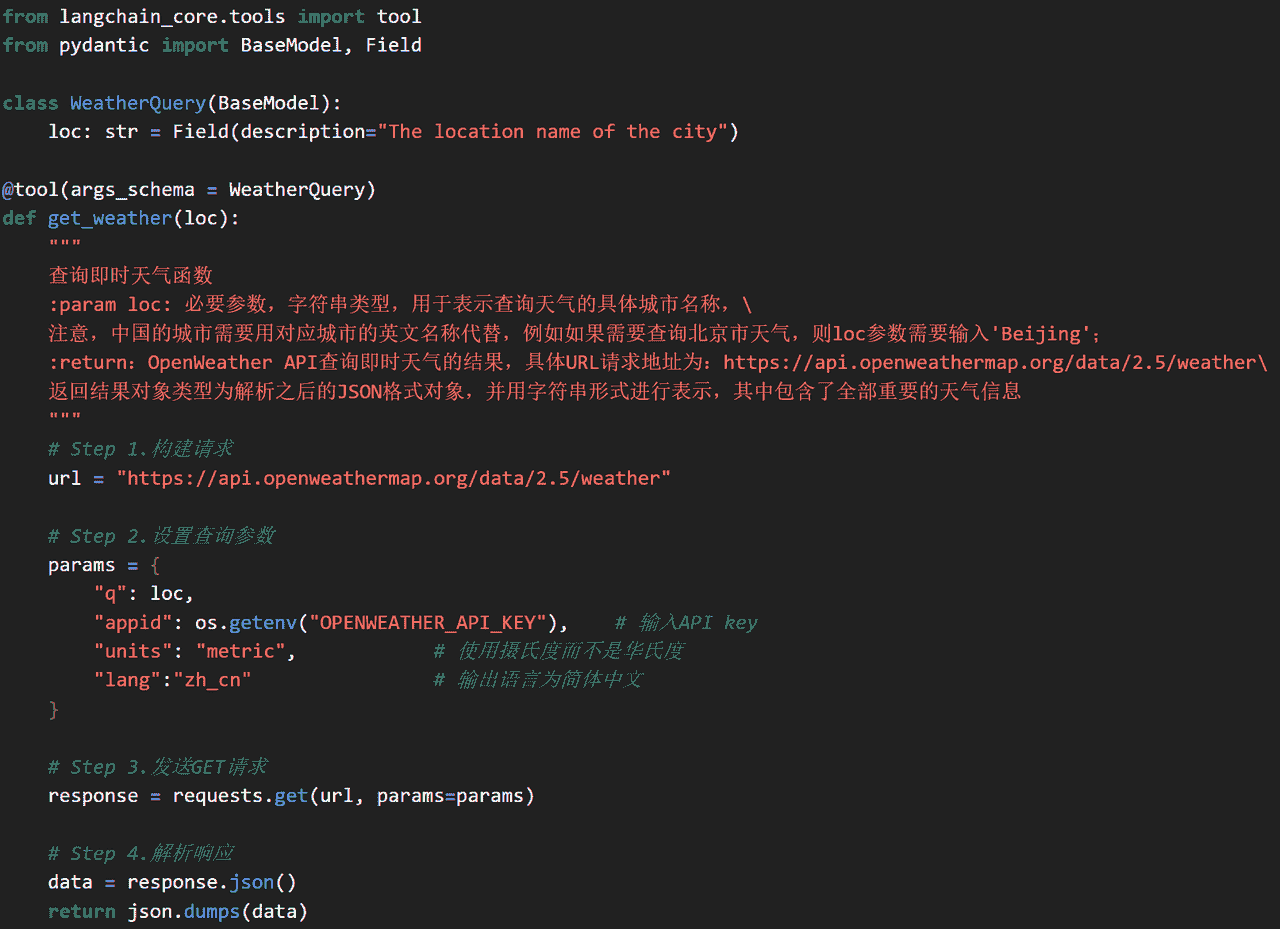 from langchain_core.tools import tool
from pydantic import BaseModel, Field
class WeatherQuery(BaseModel):
    loc: str = Field(description="The location name of the city")
@tool(args_schema = WeatherQuery)
def get_weather(loc):
    """
    查询即时天气函数
    :param loc: 必要参数，字符串类型，用于表示查询天气的具体城市名称，\
    注意，中国的城市需要用对应城市的英文名称代替，例如如果需要查询北京市天气，则loc参数需要输入'Beijing'；
    :return：OpenWeather API查询即时天气的结果，具体URL请求地址为：https://api.openweathermap.org/data/2.5/weather\
    返回结果对象类型为解析之后的JSON格式对象，并用字符串形式进行表示，其中包含了全部重要的天气信息
    """
    # Step 1.构建请求
    url = "https://api.openweathermap.org/data/2.5/weather"
    # Step 2.设置查询参数
    params = {
        "q": loc,
        "appid": os.getenv("OPENWEATHER_API_KEY"),    # 输入API key
        "units": "metric",            # 使用摄氏度而不是华氏度
        "lang":"zh_cn"                # 输出语言为简体中文
    }
    # Step 3.发送GET请求
    response = requests.get(url, params=params)
    # Step 4.解析响应
    data = response.json()
    return json.dumps(data)